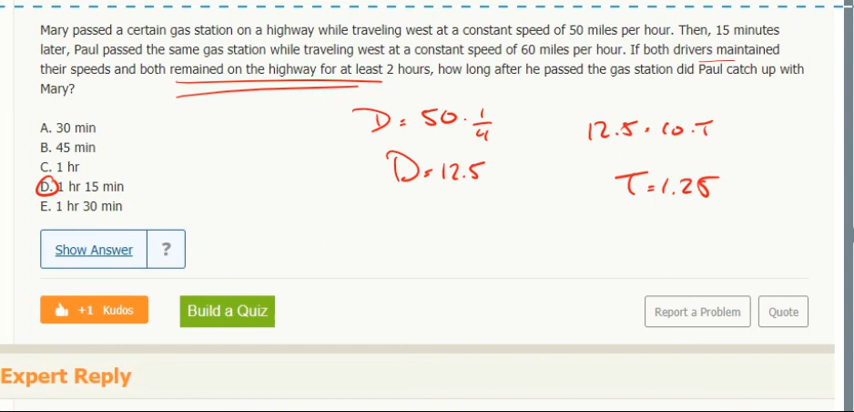 Mary passed a certain gas station on a highway while traveling west at a constant speed of 50 miles per hour. Then, 15 minutes
later, Paul passed the same gas station while traveling west at a constant speed of 60 miles per hour. If both drivers maintained
their speeds and both remained on the highway for at least 2 hours, how long after he passed the gas station did Paul catch up with
Mary?
D = 50 · 1/4
12.5 = 10 · T
D = 12.5
T = 1.25
A. 30 min
B. 45 min
C. 1 hr
D. 1 hr 15 min
E. 1 hr 30 min
Show Answer ?
+1 Kudos
Build a Quiz
Report a Problem
Quote
Expert Reply